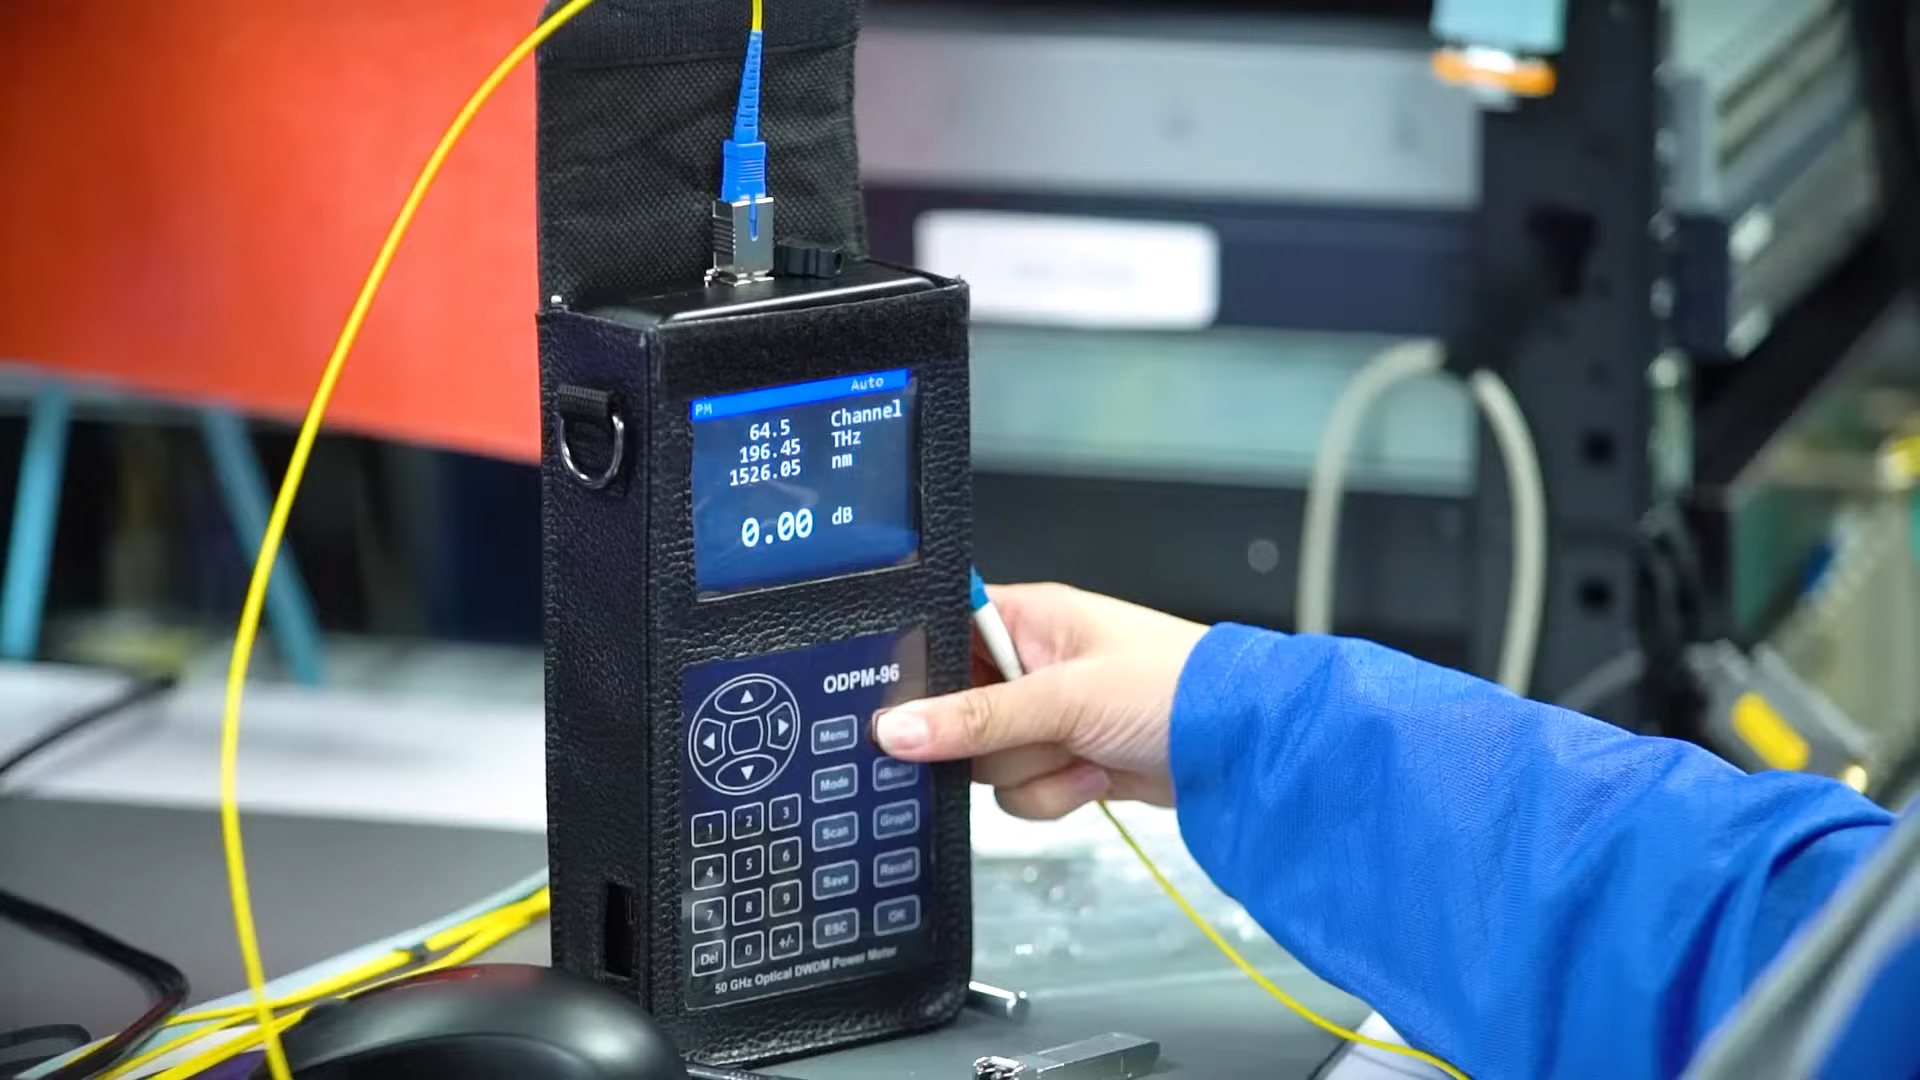 PM Auto
64.5 Channel
196.45 THz
1526.05 nm
0.00 dB
ODPM-96
Menu
Mode
1 2 3
Scan Graph
4 5 6
Save Recall
7 8 9
ESC OK
Del 0 +/-
50 GHz Optical DWDM Power Meter